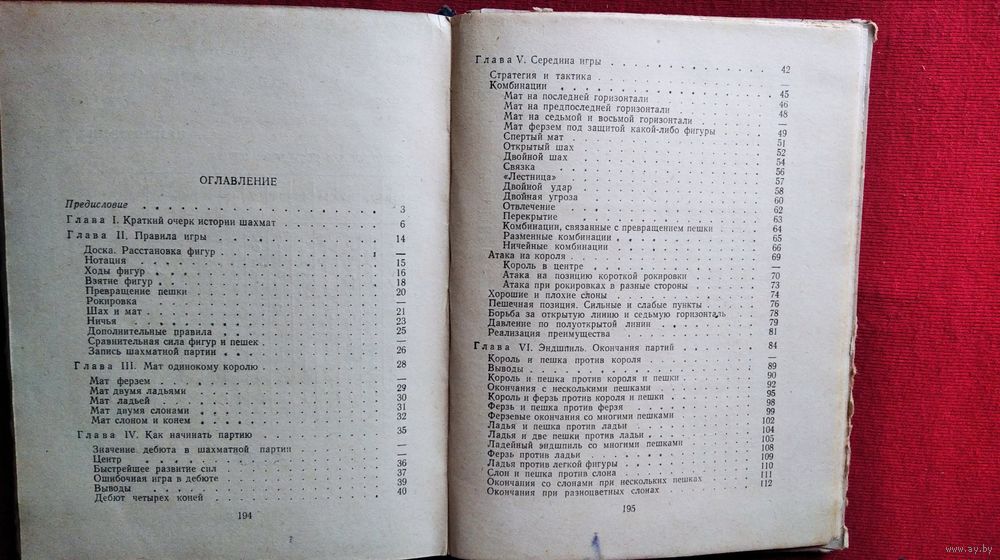 ОГЛАВЛЕНИЕ
Предисловие 3
Глава I. Краткий очерк истории шахмат 6
Глава II. Правила игры 14
Доска. Расстановка фигур —
Нотация 15
Ходы фигур 16
Взятие фигур 18
Превращение пешки 20
Рокировка —
Шах и мат 21
Ничья 23
Дополнительные правила 25
Сравнительная сила фигур и пешек —
Запись шахматной партии 26
Глава III. Мат одинокому королю 28
Мат ферзем —
Мат двумя ладьями 29
Мат ладьей 30
Мат двумя слонами 31
Мат слоном и конем 32
Глава IV. Как начинать партию 35
Значение дебюта в шахматной партии —
Центр —
Быстрейшее развитие сил 36
Ошибочная игра в дебюте 37
Выводы 39
Дебют четырех коней 40
194
Глава V. Середина игры 42
Стратегия и тактика —
Комбинации 45
Мат на последней горизонтали 46
Мат на предпоследней горизонтали 48
Мат на седьмой и восьмой горизонтали —
Мат ферзем под защитой какой-либо фигуры 49
Спертый мат 51
Открытый шах 52
Двойной шах 54
Связка 56
«Лестница» 57
Двойной удар 58
Двойная угроза 60
Отвлечение 62
Перекрытие 63
Комбинации, связанные с превращением пешки 64
Разменные комбинации 65
Ничейные комбинации 66
Атака на короля 69
Король в центре —
Атака на позицию короткой рокировки 70
Атака при рокировках в разные стороны 73
Хорошие и плохие слоны 74
Пешечная позиция. Сильные и слабые пункты 76
Борьба за открытую линию и седьмую горизонталь 78
Давление по полуоткрытой линии 79
Реализация преимущества 81
Глава VI. Эндшпиль. Окончания партий 84
Король и пешка против короля —
Выводы 89
Король и пешка против короля и пешки 90
Окончания с несколькими пешками 92
Король и ферзь против короля и пешки 95
Ферзь и пешка против ферзя 98
Ферзевые окончания со многими пешками 99
Ладья и пешка против ладьи 102
Ладья и две пешки против ладьи 104
Ладейный эндшпиль со многими пешками 105
Ферзь против ладьи 108
Ладья против легкой фигуры 109
Слон и пешка против слона 110
Окончания со слонами при нескольких пешках 111
Окончания при разноцветных слонах 112
195
www.ay.by